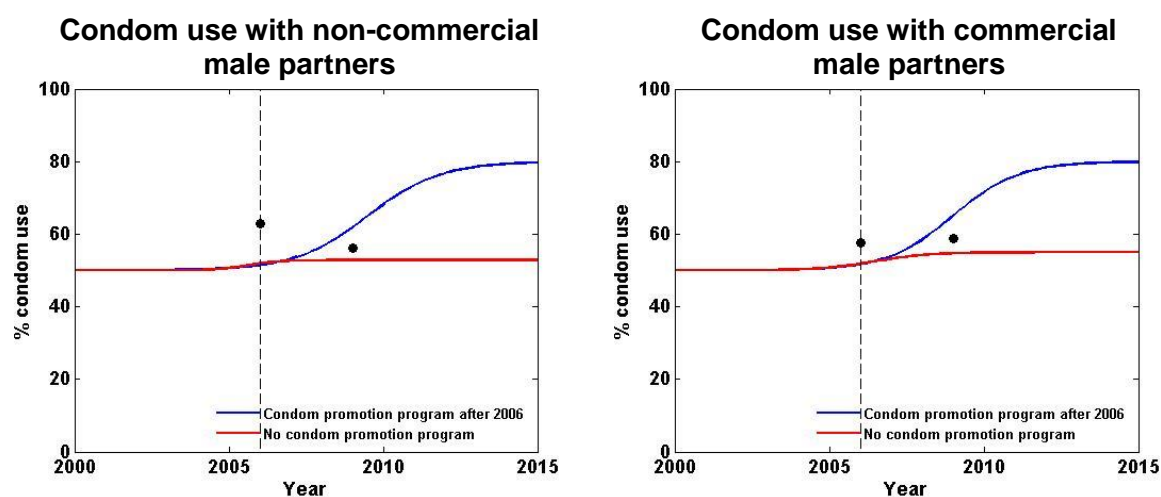 Condom use with non-commercial
male partners
100
80
60
40
20
0
% condom use
2000
2005
2010
2015
Year
Condom promotion program after 2006
No condom promotion program
Condom use with commercial
male partners
100
80
60
40
20
0
% condom use
2000
2005
2010
2015
Year
Condom promotion program after 2006
No condom promotion program